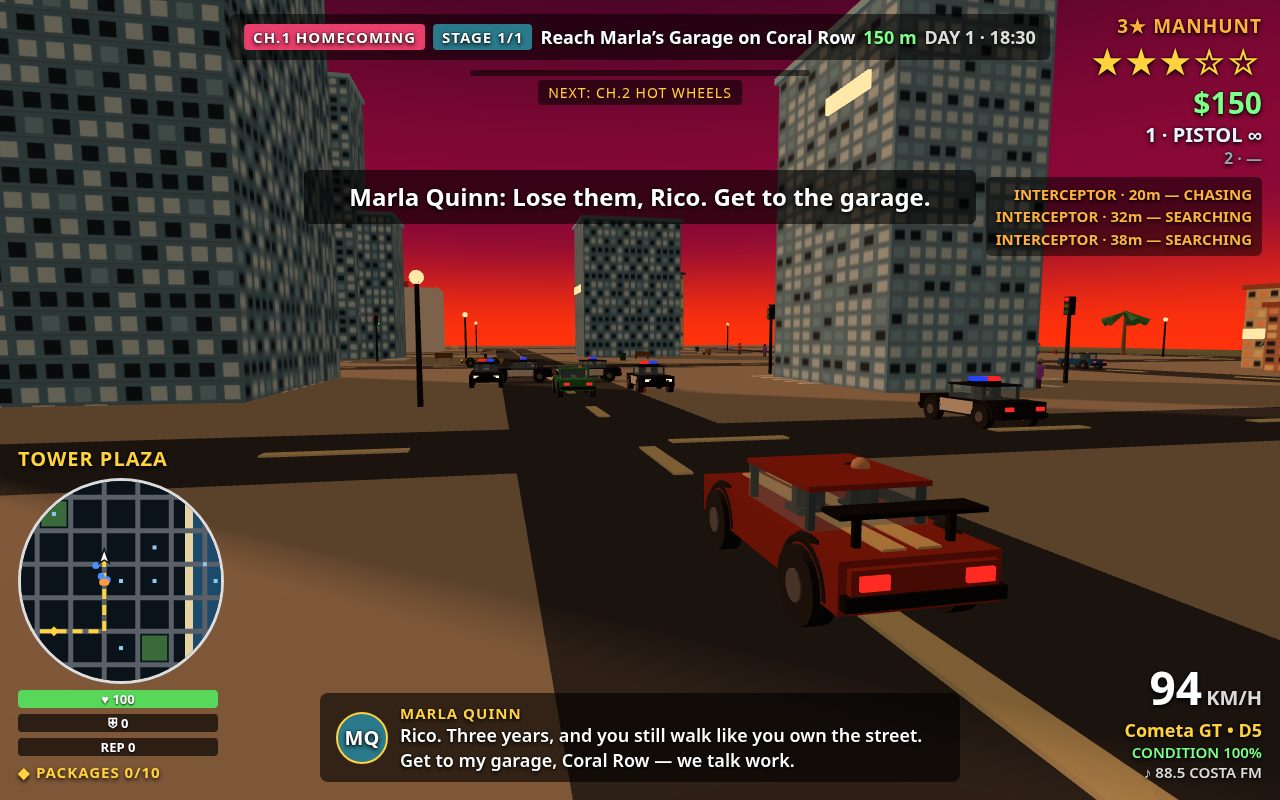 CH.1 HOMECOMING STAGE 1/1 Reach Marla's Garage on Coral Row 150 m DAY 1 · 18:30
NEXT: CH.2 HOT WHEELS
3★ MANHUNT
★★★☆☆
$150
1 · PISTOL ∞
2 · —
Marla Quinn: Lose them, Rico. Get to the garage.
INTERCEPTOR · 20m — CHASING
INTERCEPTOR · 32m — SEARCHING
INTERCEPTOR · 38m — SEARCHING
TOWER PLAZA
♥ 100
⛨ 0
REP 0
◆ PACKAGES 0/10
MQ
MARLA QUINN
Rico. Three years, and you still walk like you own the street.
Get to my garage, Coral Row — we talk work.
94 KM/H
Cometa GT • D5
CONDITION 100%
♪ 88.5 COSTA FM